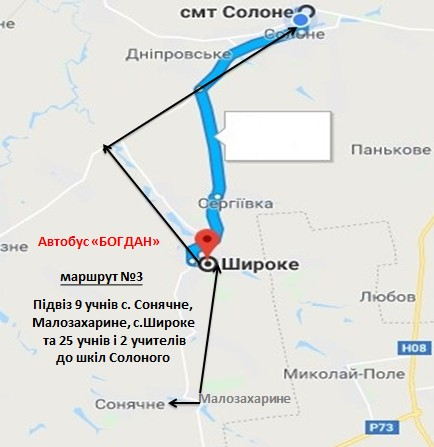 смт Солоне
Солоне
Дніпровське
Панькове
Сергіївка
Автобус «БОГДАН»
Широке
маршрут №3
Підвіз 9 учнів с. Сонячне,
Малозахарине, с.Широке
та 25 учнів і 2 учителів
до шкіл Солоного
Любов
Н08
Миколай-Поле
Малозахарине
Сонячне
Р73
зне